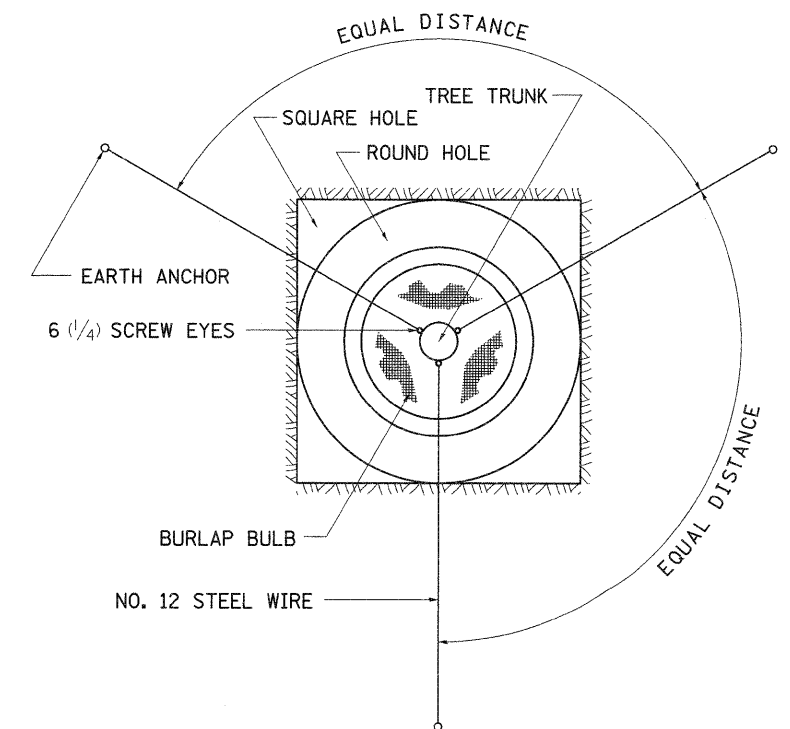 EQUAL DISTANCE
TREE TRUNK
SQUARE HOLE
ROUND HOLE
EARTH ANCHOR
6 (1/4) SCREW EYES
EQUAL DISTANCE
BURLAP BULB
NO. 12 STEEL WIRE